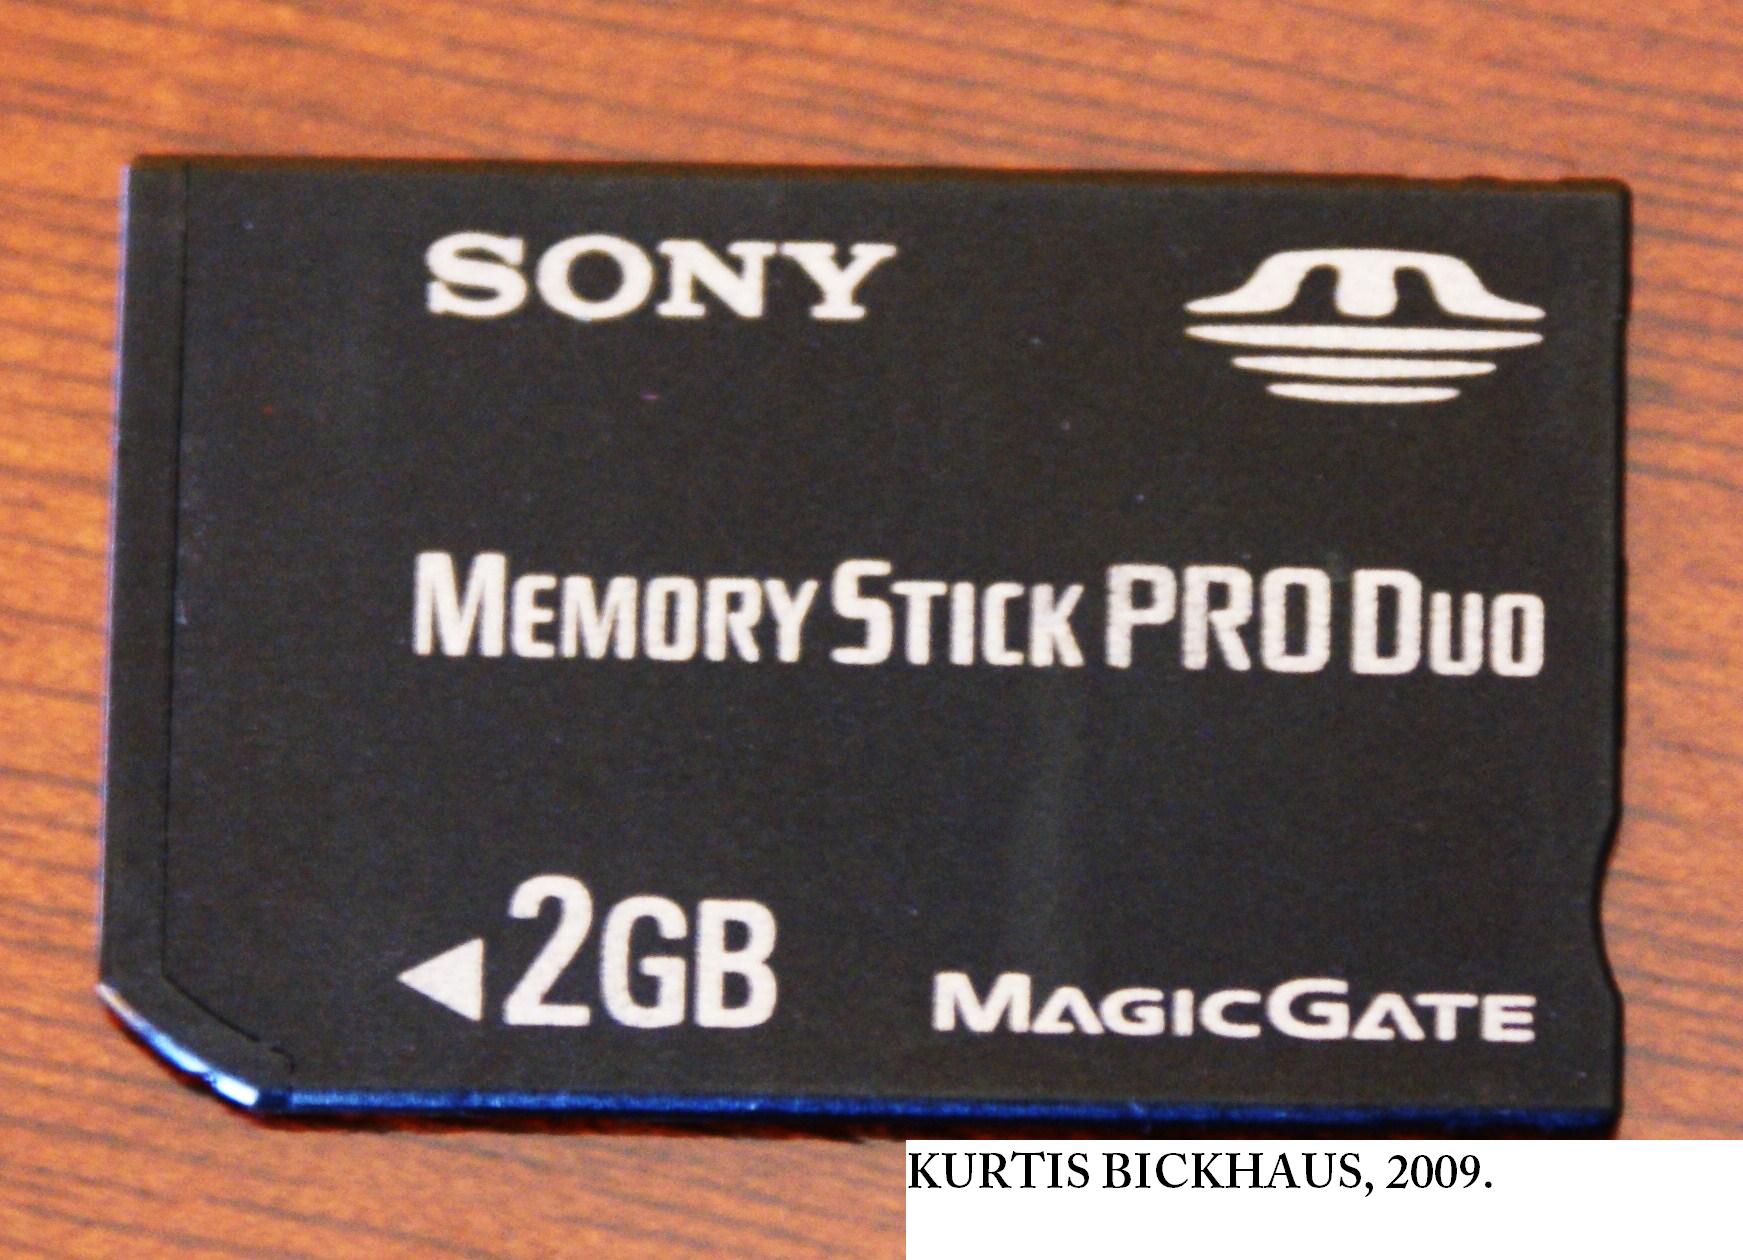 SONY
MEMORY STICK PRO DUO
2GB
MAGICGATE
KURTIS BICKHAUS, 2009.